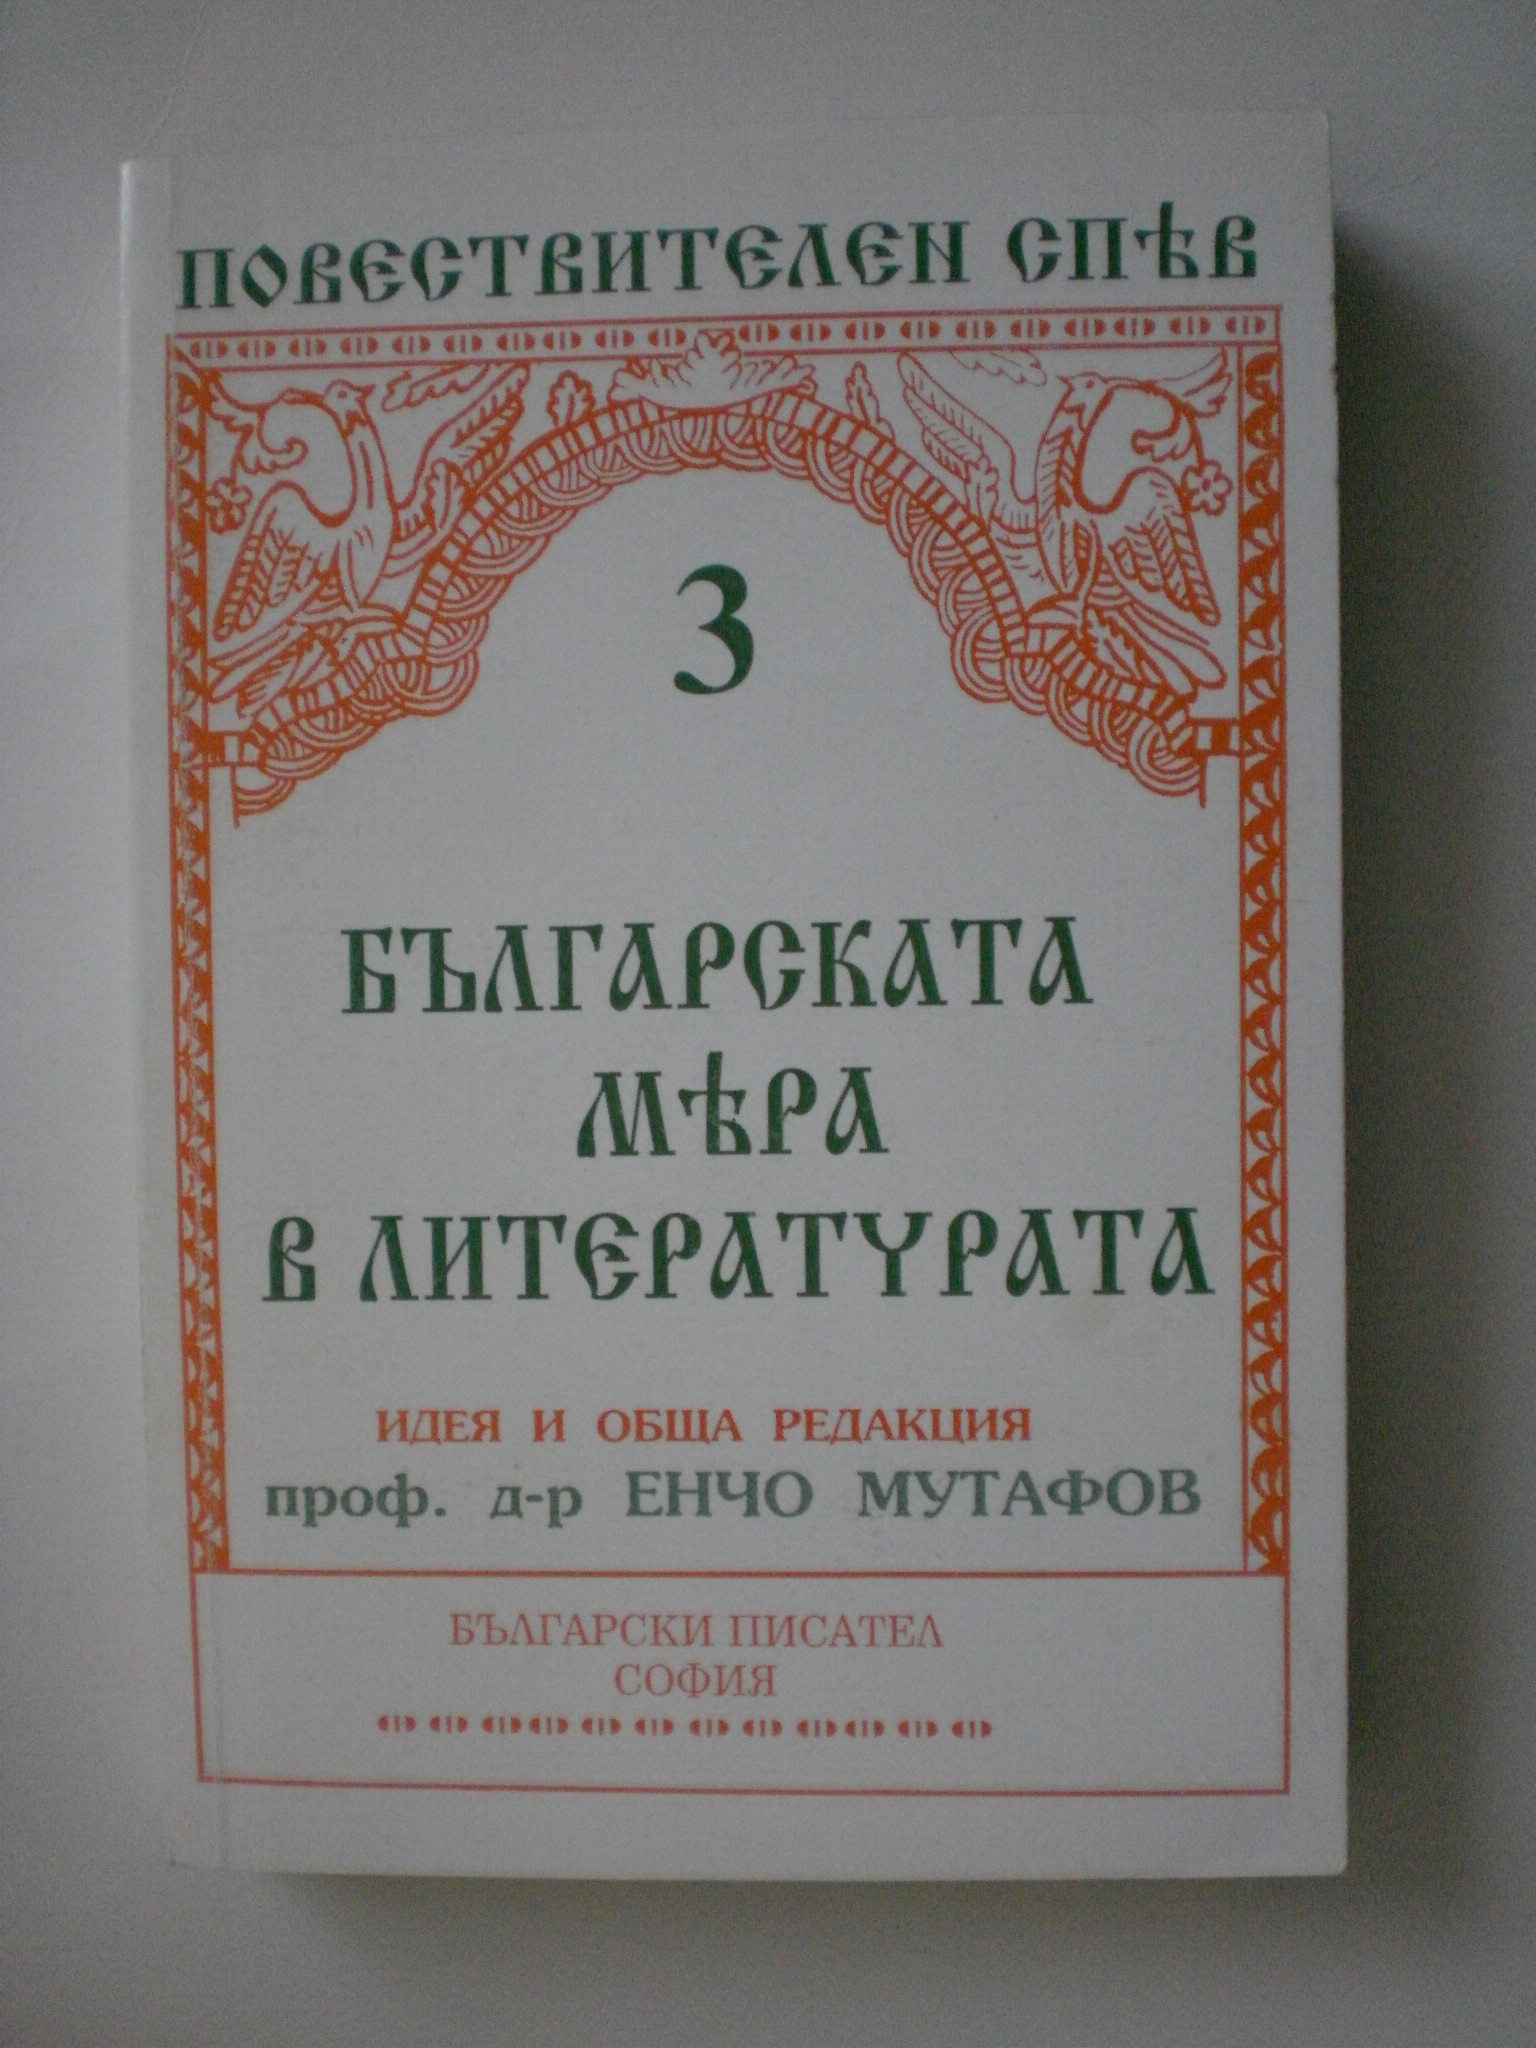 ПОВЕСТВИТЕЛЕН СПѢВ
3
БЪЛГАРСКАТА
МѢРА
В ЛИТЕРАТУРАТА
ИДЕЯ И ОБЩА РЕДАКЦИЯ
проф. д-р ЕНЧО МУТАФОВ
БЪЛГАРСКИ ПИСАТЕЛ
СОФИЯ